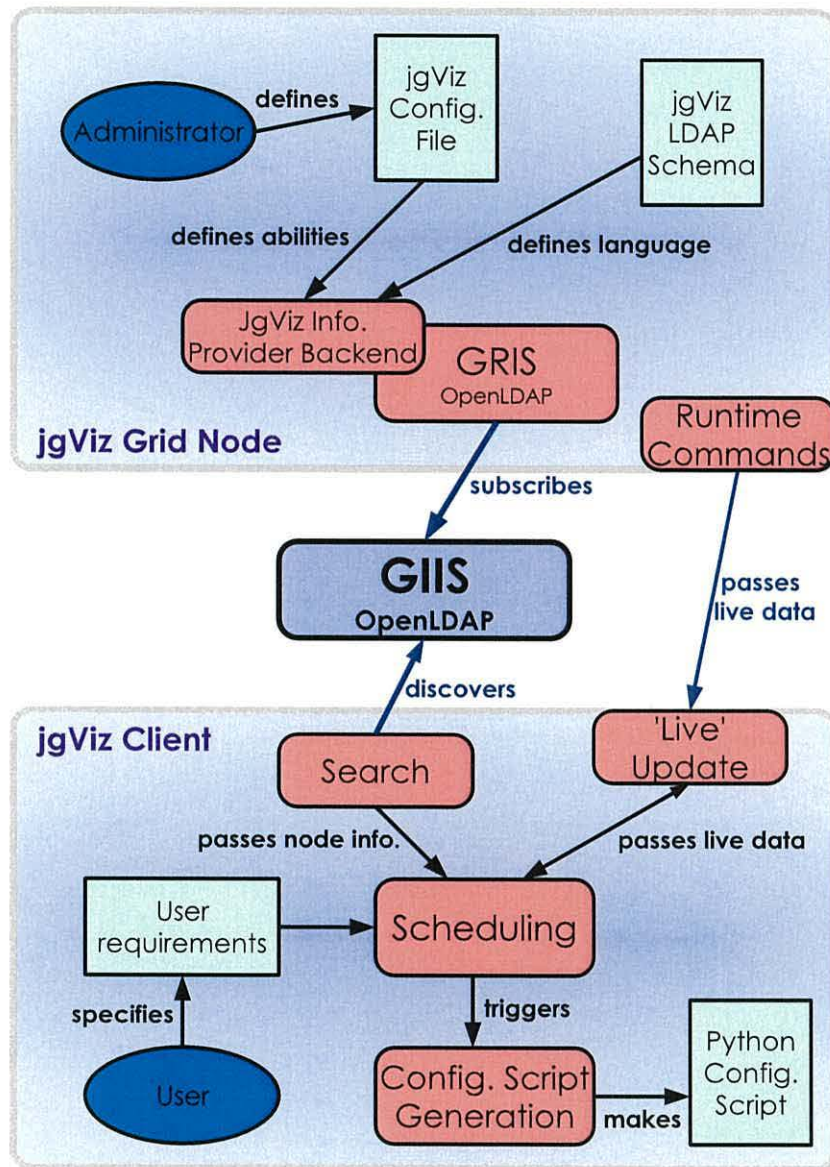 jgViz
Config.
File
jgViz
LDAP
Schema
defines
Administrator
defines abilities
defines language
JgViz Info.
Provider Backend
GRIS
OpenLDAP
Runtime
Commands
jgViz Grid Node
subscribes
GIIS
OpenLDAP
passes
live data
discovers
jgViz Client
Search
'Live'
Update
passes node info.
passes live data
User
requirements
Scheduling
specifies
triggers
User
Config. Script
Generation
makes
Python
Config.
Script